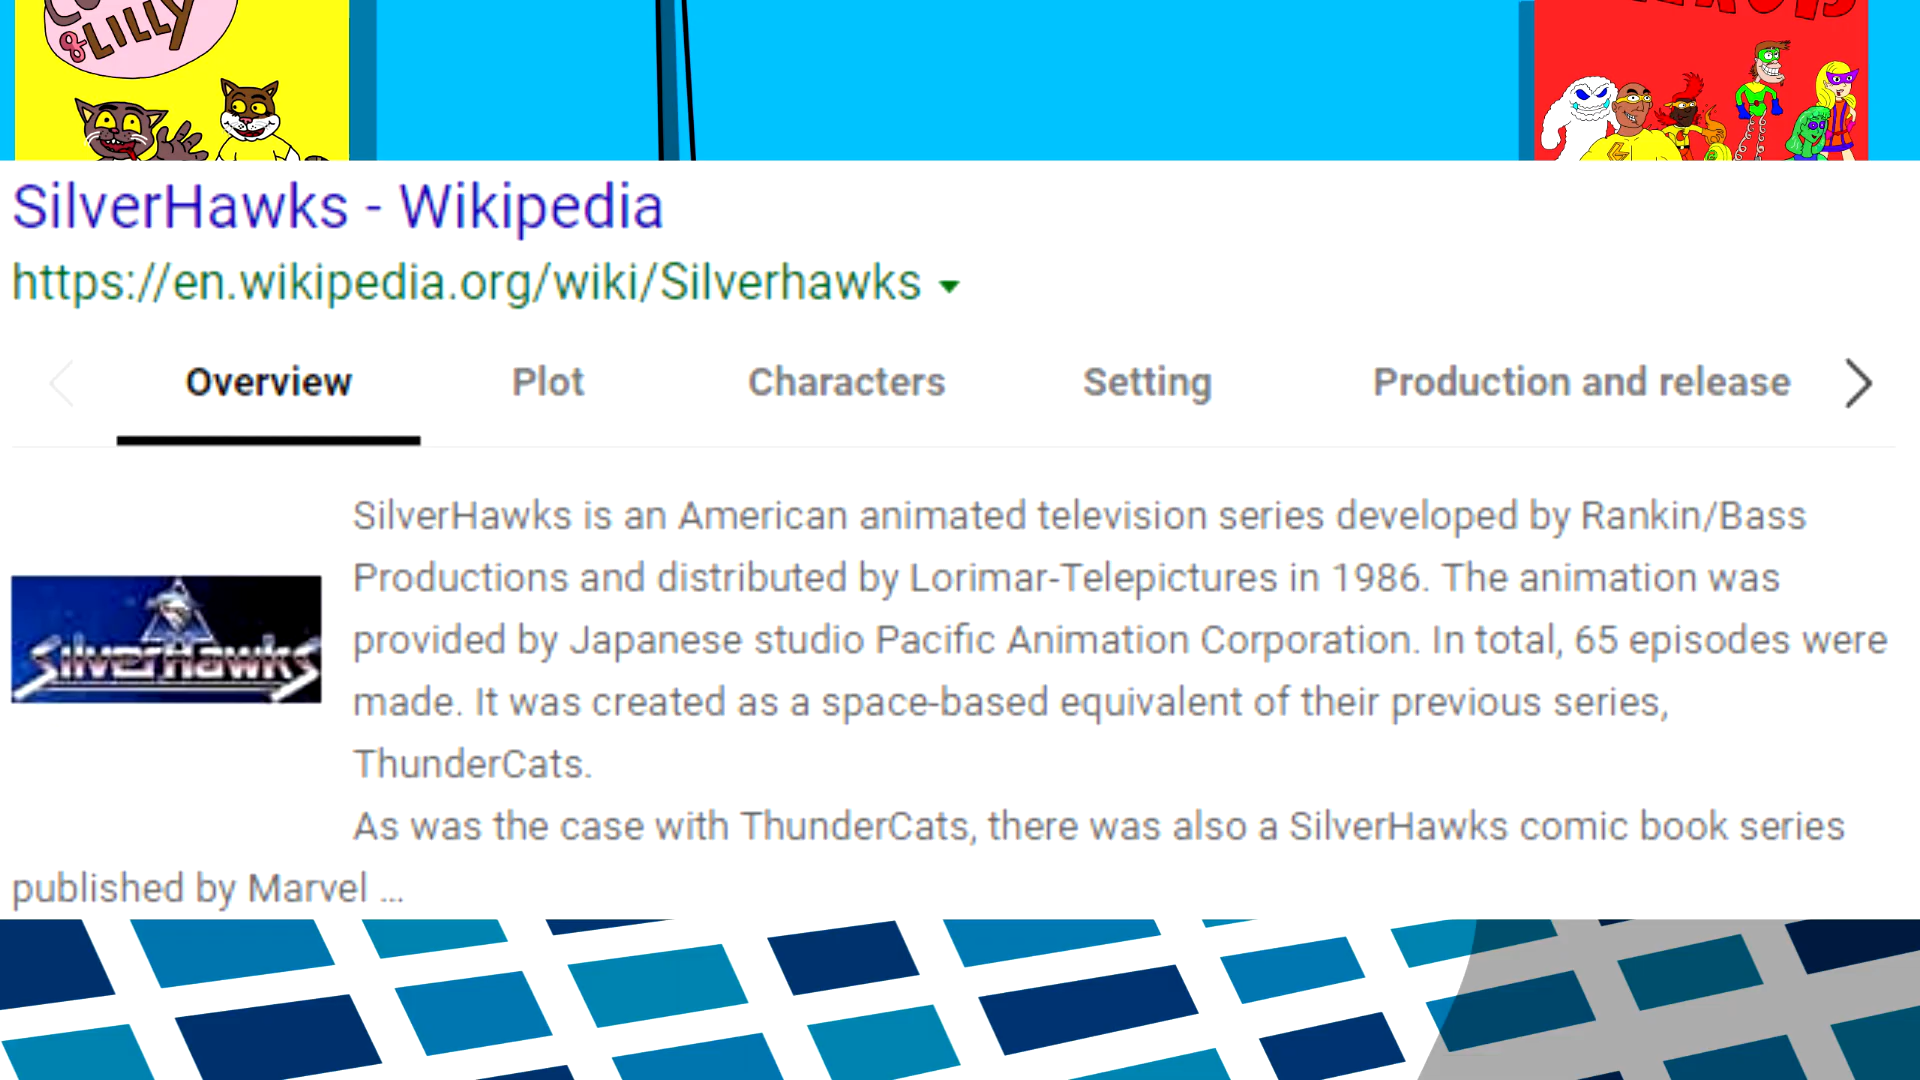 & LILLY
SilverHawks - Wikipedia
https://en.wikipedia.org/wiki/Silverhawks
Overview Plot Characters Setting Production and release
SilverHawks is an American animated television series developed by Rankin/Bass
Productions and distributed by Lorimar-Telepictures in 1986. The animation was
provided by Japanese studio Pacific Animation Corporation. In total, 65 episodes were
made. It was created as a space-based equivalent of their previous series,
ThunderCats.
SilverHawks
As was the case with ThunderCats, there was also a SilverHawks comic book series
published by Marvel ...